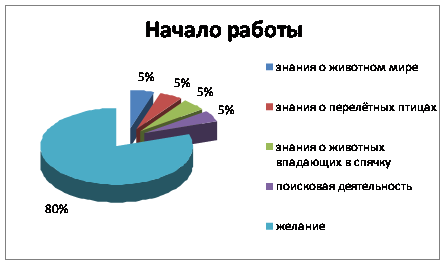 Начало работы
5%
5%
5%
5%
80%
знания о животном мире
знания о перелётных птицах
знания о животных
впадающих в спячку
поисковая деятельность
желание